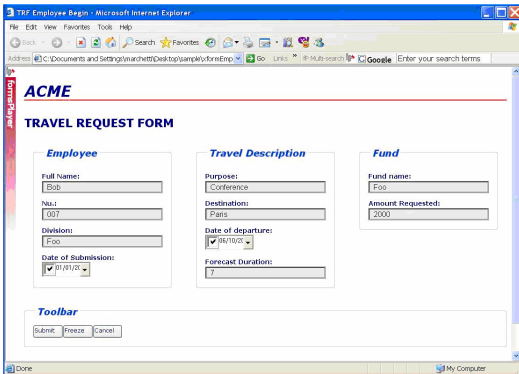 TRF Employee Begin - Microsoft Internet Explorer
File Edit View Favorites Tools Help
Back Search Favorites
Address C:\Documents and Settings\marchetti\Desktop\sample\xformEmp Go Links » Multi-search Google Enter your search terms
formsPlayer
ACME
TRAVEL REQUEST FORM
Employee
Full Name:
Bob
Nu.:
007
Division:
Foo
Date of Submission:
01/01/20
Travel Description
Purpose:
Conference
Destination:
Paris
Date of departure:
06/10/20
Forecast Duration:
7
Fund
Fund name:
Foo
Amount Requested:
2000
Toolbar
Submit Freeze Cancel
Done My Computer